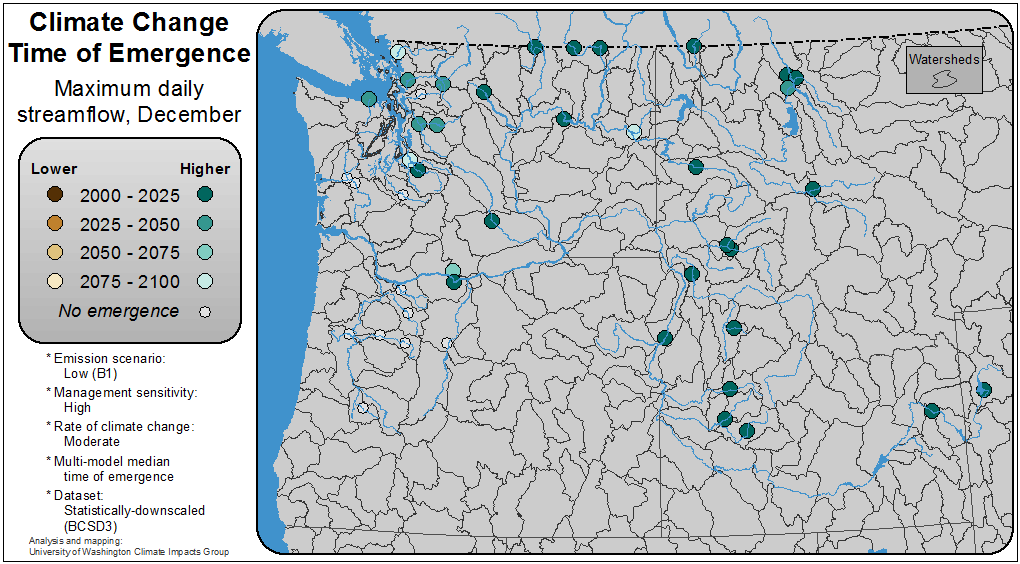 Climate Change
Time of Emergence
Maximum daily
streamflow, December
Lower Higher
2000 - 2025
2025 - 2050
2050 - 2075
2075 - 2100
No emergence
* Emission scenario:
Low (B1)
* Management sensitivity:
High
* Rate of climate change:
Moderate
* Multi-model median
time of emergence
* Dataset:
Statistically-downscaled
(BCSD3)
Analysis and mapping:
University of Washington Climate Impacts Group
Watersheds